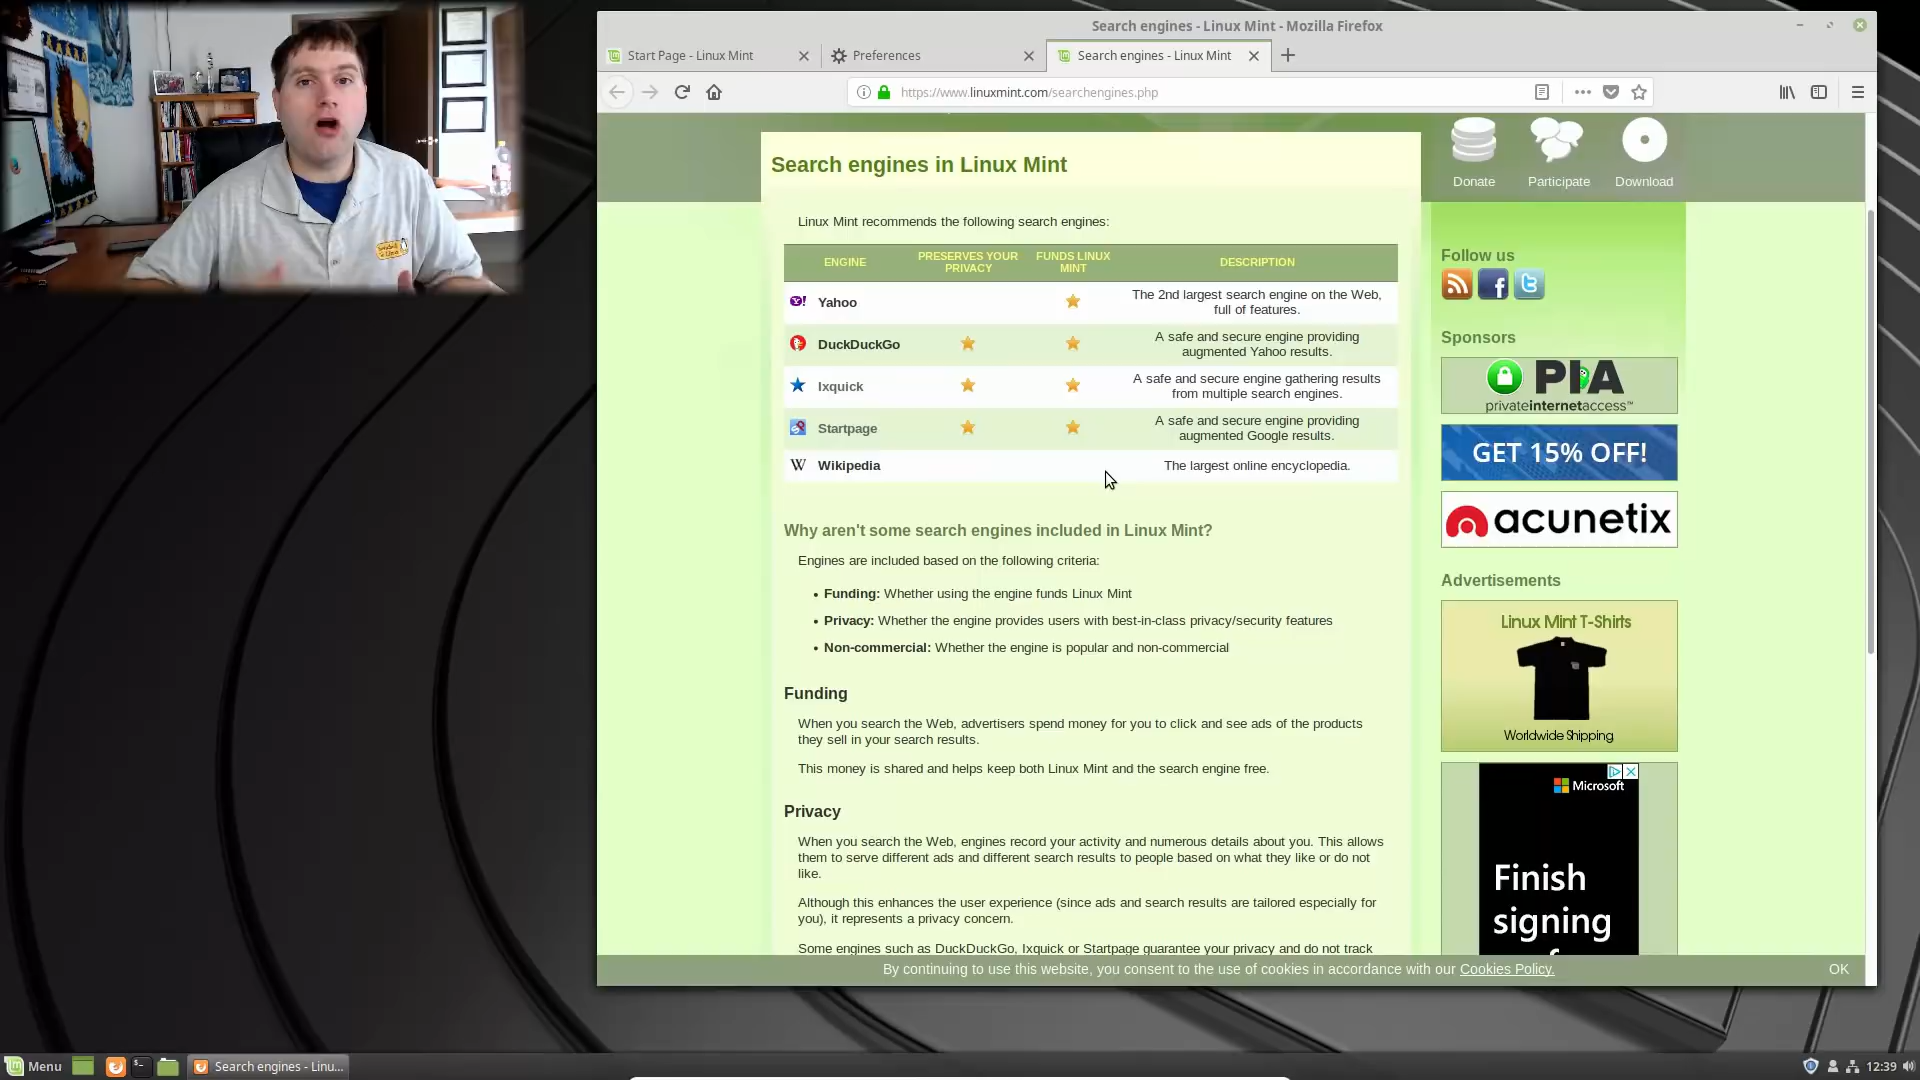 Search engines - Linux Mint - Mozilla Firefox
Start Page - Linux Mint
Preferences
Search engines - Linux Mint
https://www.linuxmint.com/searchengines.php
Donate
Participate
Download
Search engines in Linux Mint
Linux Mint recommends the following search engines:
ENGINE
PRESERVES YOUR
PRIVACY
FUNDS LINUX
MINT
DESCRIPTION
Yahoo
The 2nd largest search engine on the Web,
full of features.
DuckDuckGo
A safe and secure engine providing
augmented Yahoo results.
Ixquick
A safe and secure engine gathering results
from multiple search engines.
Startpage
A safe and secure engine providing
augmented Google results.
W
Wikipedia
The largest online encyclopedia.
Why aren't some search engines included in Linux Mint?
Engines are included based on the following criteria:
• Funding: Whether using the engine funds Linux Mint
• Privacy: Whether the engine provides users with best-in-class privacy/security features
• Non-commercial: Whether the engine is popular and non-commercial
Funding
When you search the Web, advertisers spend money for you to click and see ads of the products
they sell in your search results.
This money is shared and helps keep both Linux Mint and the search engine free.
Privacy
When you search the Web, engines record your activity and numerous details about you. This allows
them to serve different ads and different search results to people based on what they like or do not
like.
Although this enhances the user experience (since ads and search results are tailored especially for
you), it represents a privacy concern.
Some engines such as DuckDuckGo, Ixquick or Startpage guarantee your privacy and do not track
Follow us
Sponsors
PIA
privateinternetaccess™
GET 15% OFF!
acunetix
Advertisements
Linux Mint T-Shirts
Worldwide Shipping
Microsoft
Finish
signing
By continuing to use this website, you consent to the use of cookies in accordance with our Cookies Policy.
OK
Menu
Search engines - Linu...
12:39